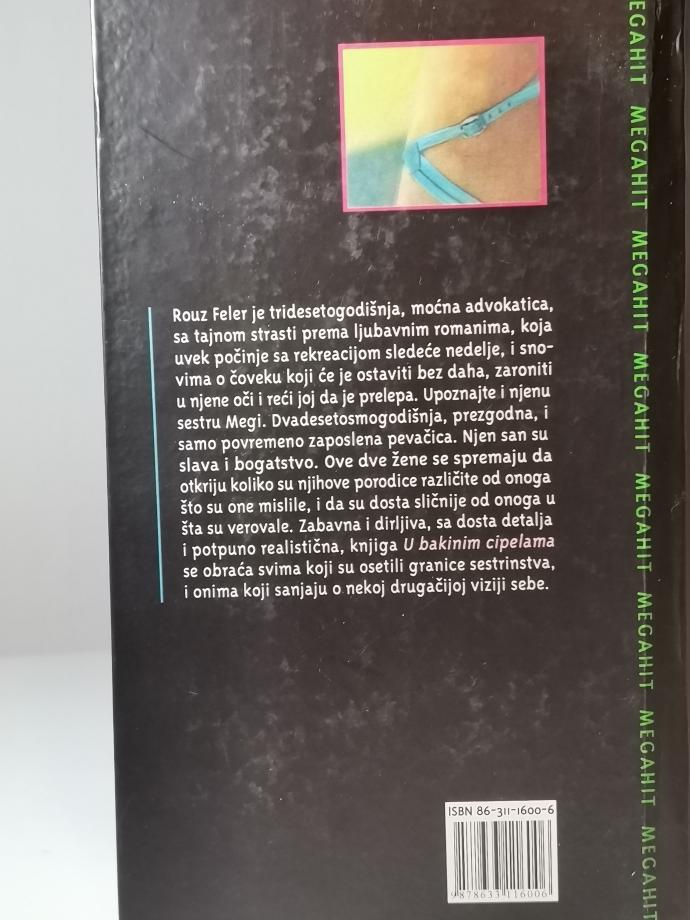 Rouz Feler je tridesetogodišnja, moćna advokatica,
sa tajnom strasti prema ljubavnim romanima, koja
uvek počinje sa rekreacijom sledeće nedelje, i sno-
vima o čoveku koji će je ostaviti bez daha, zaroniti
u njene oči i reći joj da je prelepa. Upoznajte i njenu
sestru Megi. Dvadesetosmogodišnja, prezgodna, i
samo povremeno zaposlena pevačica. Njen san su
slava i bogatstvo. Ove dve žene se spremaju da
otkriju koliko su njihove porodice različite od onoga
što su one mislile, i da su dosta sličnije od onoga u
šta su verovale. Zabavna i dirljiva, sa dosta detalja
i potpuno realistična, knjiga U bakinim cipelama
se obraća svima koji su osetili granice sestrinstva,
i onima koji sanjaju o nekoj drugačijoj viziji sebe.
ISBN 86-311-1600-6
9 788633 116006
EGAHIT MEGAHIT MEGAHIT MEGAHIT MEGAHIT MEGAHIT MEGAHIT MEGAHIT